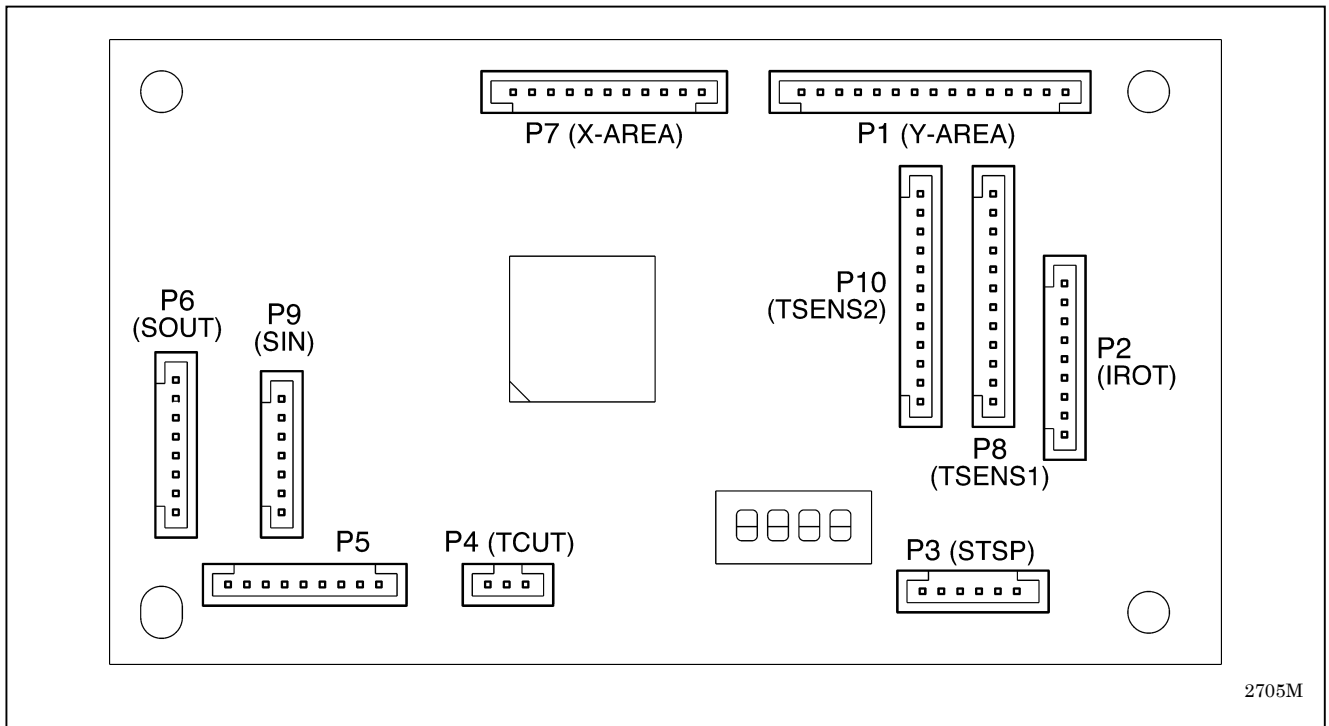 P7 (X-AREA)
P1 (Y-AREA)
P10
(TSENS2)
P6
(SOUT)
P9
(SIN)
P2
(IROT)
P8
(TSENS1)
P5
P4 (TCUT)
P3 (STSP)
2705M